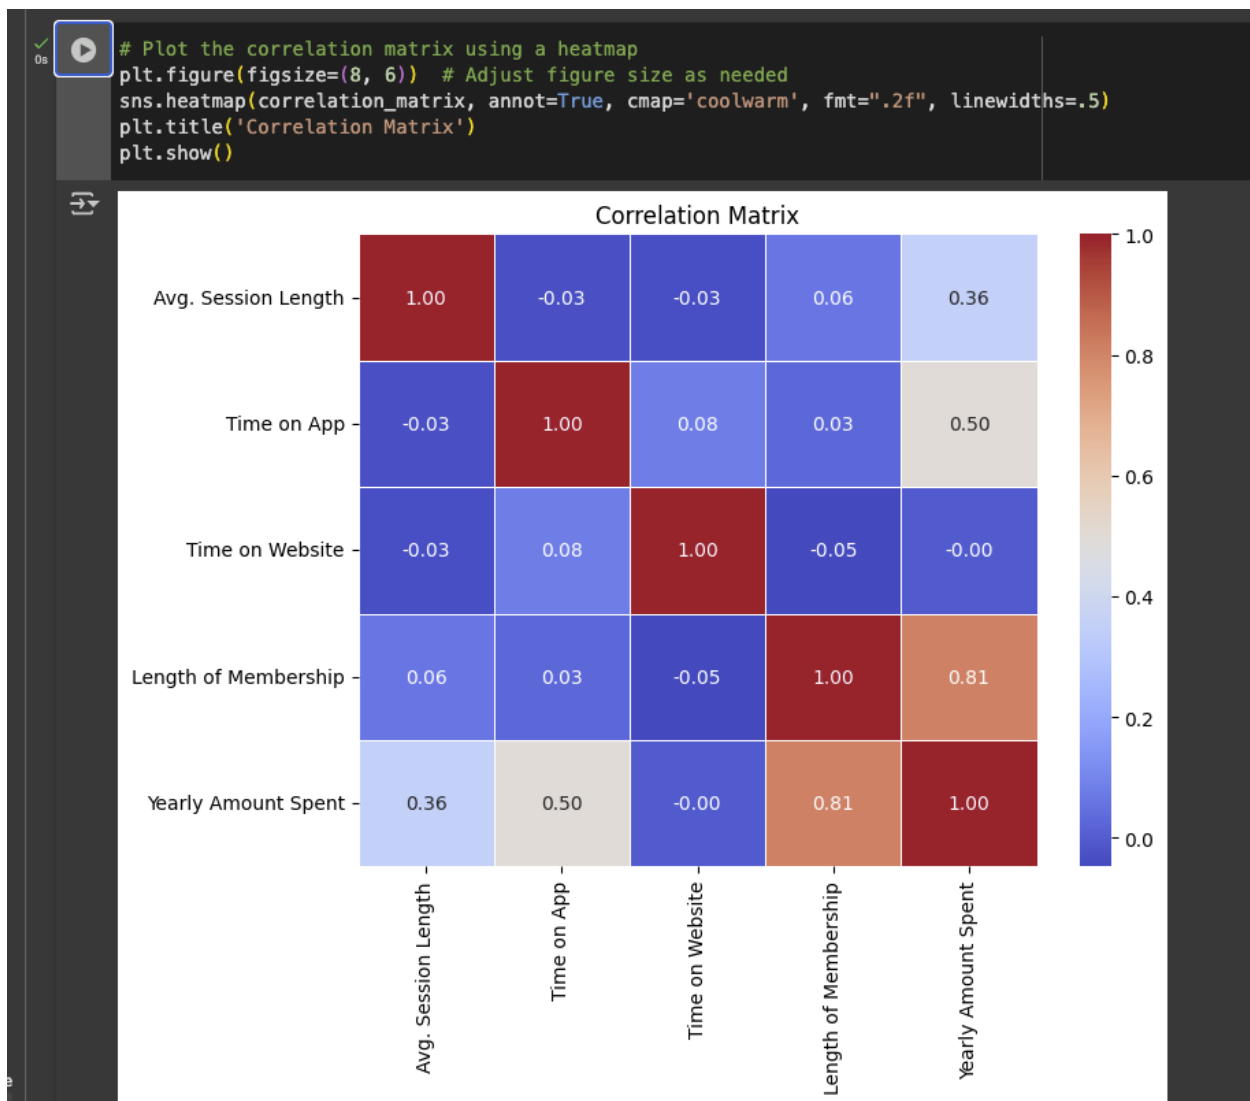 0s
# Plot the correlation matrix using a heatmap
plt.figure(figsize=(8, 6))  # Adjust figure size as needed
sns.heatmap(correlation_matrix, annot=True, cmap='coolwarm', fmt=".2f", linewidths=.5)
plt.title('Correlation Matrix')
plt.show()
Correlation Matrix
Avg. Session Length 1.00 -0.03 -0.03 0.06 0.36
Time on App -0.03 1.00 0.08 0.03 0.50
Time on Website -0.03 0.08 1.00 -0.05 -0.00
Length of Membership 0.06 0.03 -0.05 1.00 0.81
Yearly Amount Spent 0.36 0.50 -0.00 0.81 1.00
Avg. Session Length
Time on App
Time on Website
Length of Membership
Yearly Amount Spent
1.0
0.8
0.6
0.4
0.2
0.0
e